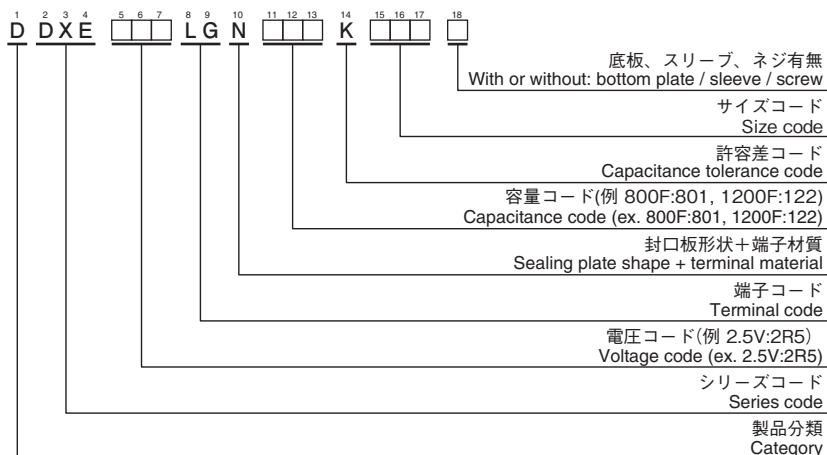 1 2 3 4 5 6 7 8 9 10 11 12 13 14 15 16 17 18
D DXE □□□ LG N □□□ K □□□ □
底板、スリーブ、ネジ有無
With or without: bottom plate / sleeve / screw
サイズコード
Size code
許容差コード
Capacitance tolerance code
容量コード(例 800F:801, 1200F:122)
Capacitance code (ex. 800F:801, 1200F:122)
封口板形状＋端子材質
Sealing plate shape + terminal material
端子コード
Terminal code
電圧コード(例 2.5V:2R5)
Voltage code (ex. 2.5V:2R5)
シリーズコード
Series code
製品分類
Category